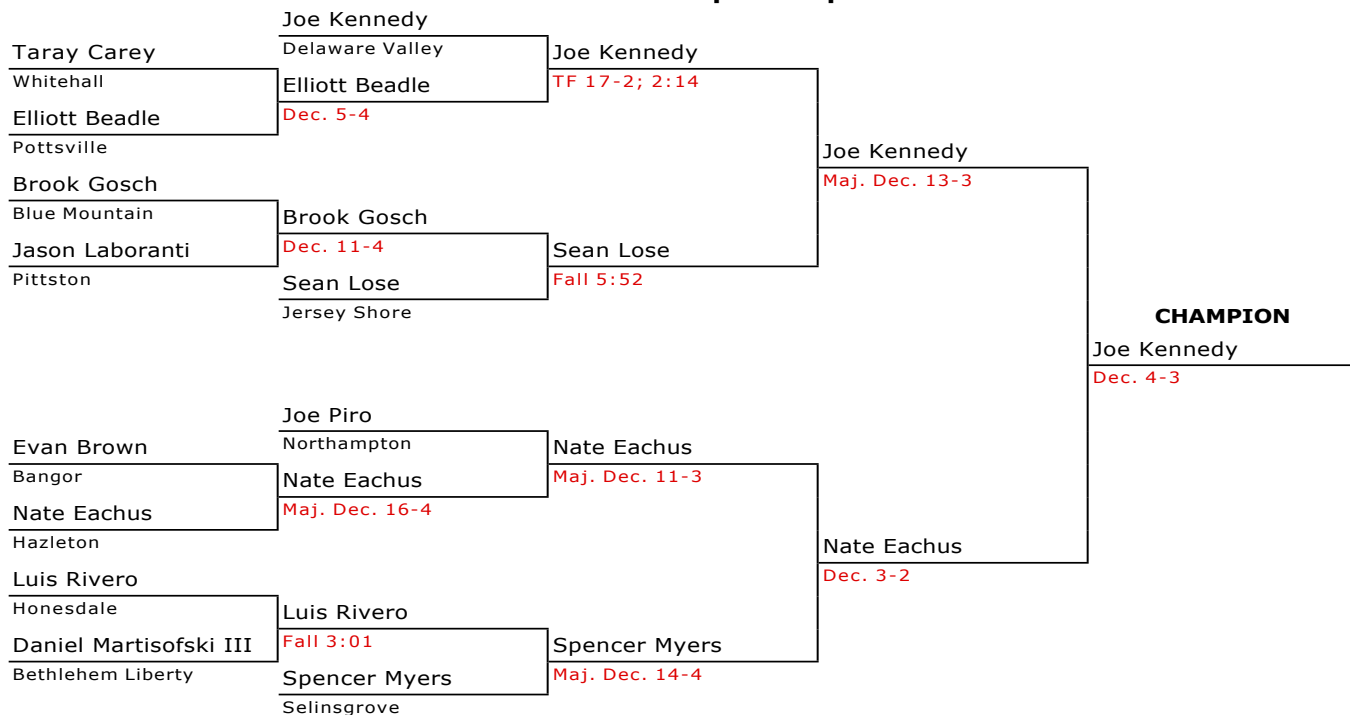 Joe Kennedy
Taray Carey
Delaware Valley
Joe Kennedy
Whitehall
Elliott Beadle
TF 17-2; 2:14
Elliott Beadle
Dec. 5-4
Pottsville
Joe Kennedy
Brook Gosch
Maj. Dec. 13-3
Blue Mountain
Brook Gosch
Jason Laboranti
Dec. 11-4
Sean Lose
Pittston
Sean Lose
Fall 5:52
Jersey Shore
CHAMPION
Joe Kennedy
Dec. 4-3
Joe Piro
Evan Brown
Northampton
Nate Eachus
Bangor
Nate Eachus
Maj. Dec. 11-3
Nate Eachus
Maj. Dec. 16-4
Hazleton
Nate Eachus
Luis Rivero
Dec. 3-2
Honesdale
Luis Rivero
Daniel Martisofski III
Fall 3:01
Spencer Myers
Bethlehem Liberty
Spencer Myers
Maj. Dec. 14-4
Selinsgrove